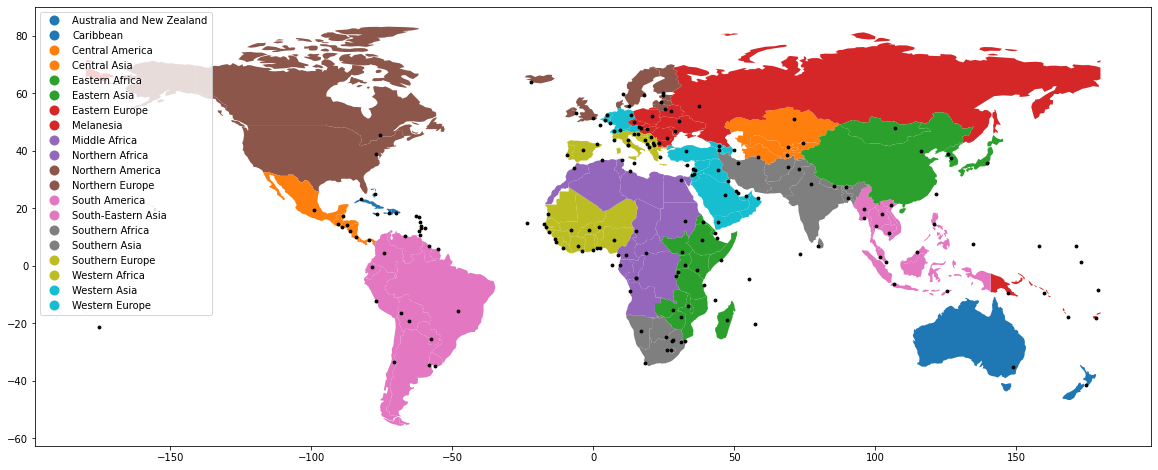 Australia and New Zealand
Caribbean
Central America
Central Asia
Eastern Africa
Eastern Asia
Eastern Europe
Melanesia
Middle Africa
Northern Africa
Northern America
Northern Europe
South America
South-Eastern Asia
Southern Africa
Southern Asia
Southern Europe
Western Africa
Western Asia
Western Europe
80
60
40
20
0
−20
−40
−60
−150
−100
−50
0
50
100
150